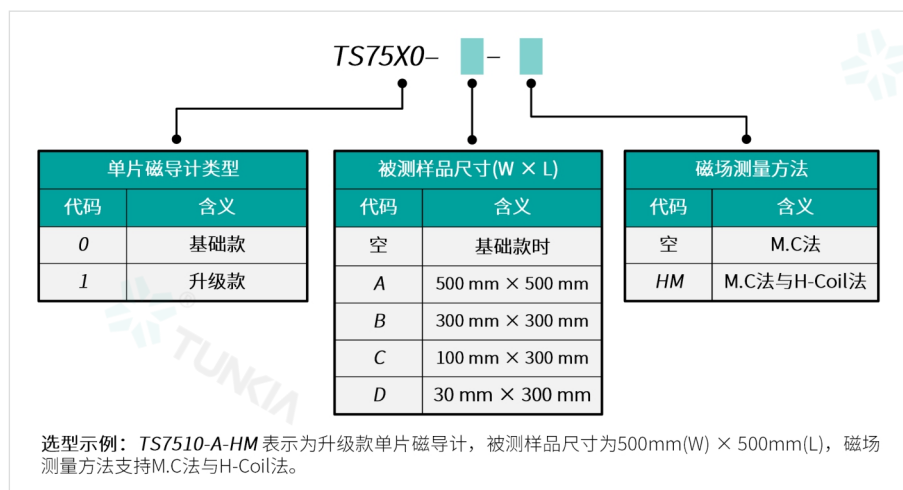 TS75X0- -
单片磁导计类型
代码 含义
0 基础款
1 升级款
被测样品尺寸(W × L)
代码 含义
空 基础款时
A 500 mm × 500 mm
B 300 mm × 300 mm
C 100 mm × 300 mm
D 30 mm × 300 mm
磁场测量方法
代码 含义
空 M.C法
HM M.C法与H-Coil法
®
TUNKIA
选型示例：TS7510-A-HM 表示为升级款单片磁导计，被测样品尺寸为500mm(W) × 500mm(L)，磁场
测量方法支持M.C法与H-Coil法。